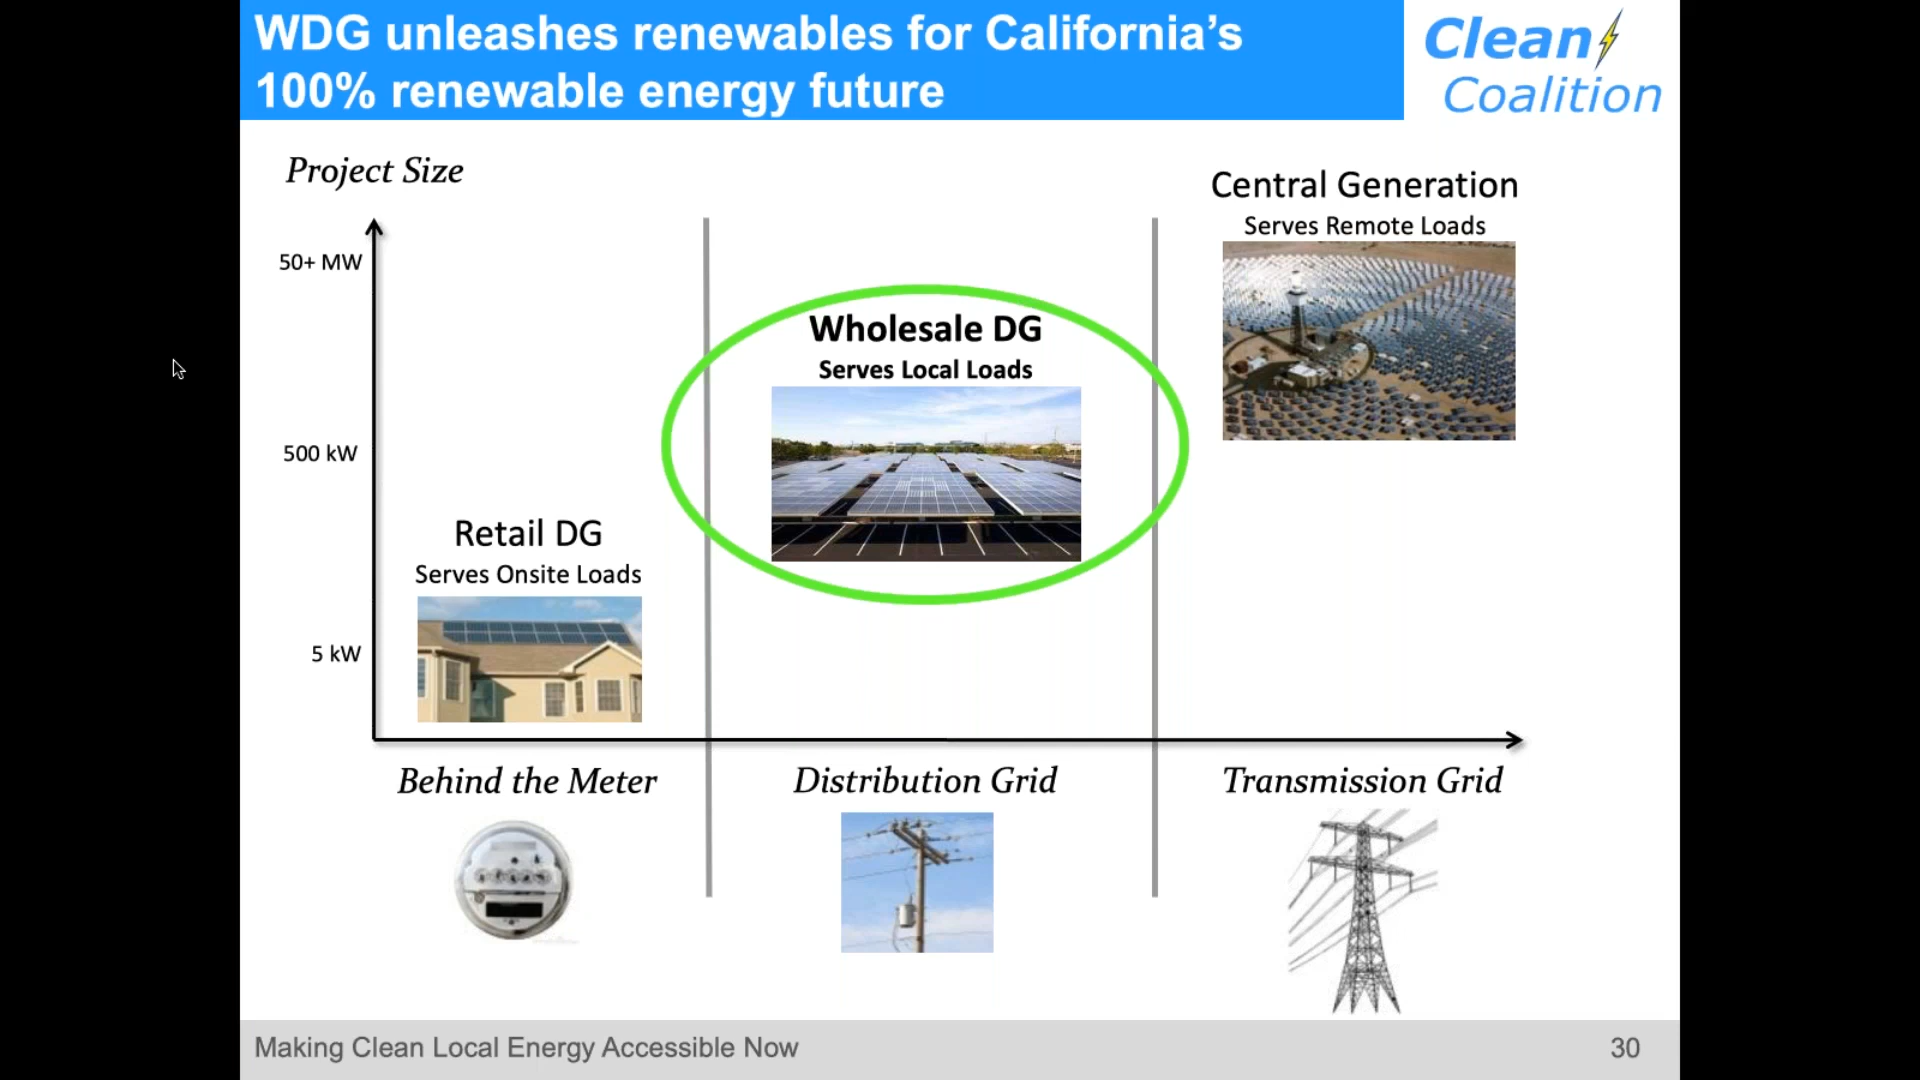 WDG unleashes renewables for California’s
100% renewable energy future
Clean
Coalition
Project Size
50+ MW
500 kW
5 kW
Retail DG
Serves Onsite Loads
Wholesale DG
Serves Local Loads
Central Generation
Serves Remote Loads
Behind the Meter
Distribution Grid
Transmission Grid
Making Clean Local Energy Accessible Now
30